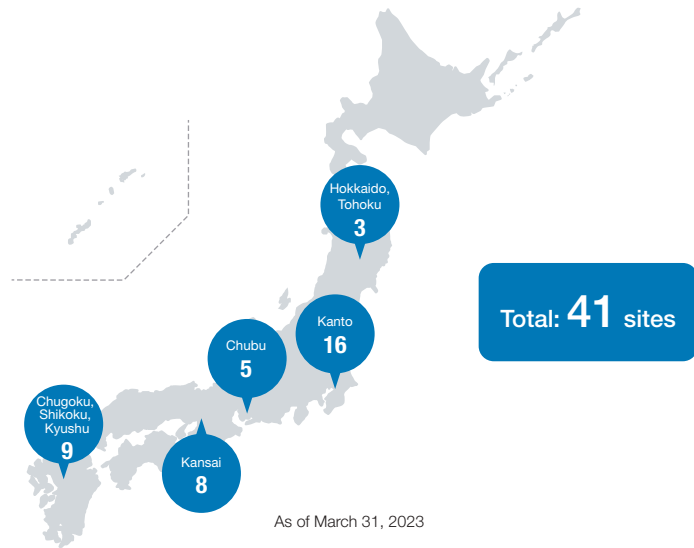 Hokkaido,
Tohoku
3
Kanto
16
Total: 41 sites
Chubu
5
Chugoku,
Shikoku,
Kyushu
9
Kansai
8
As of March 31, 2023